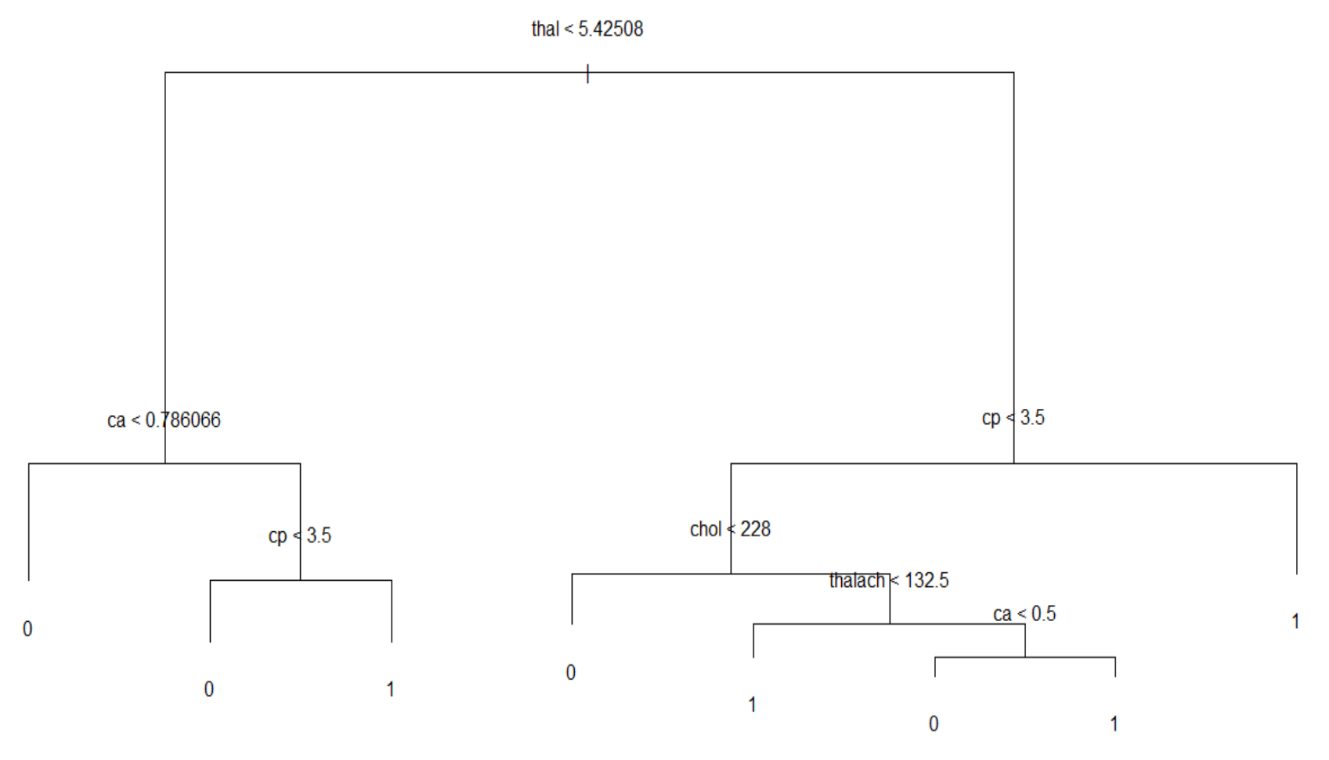 thal < 5.42508
ca < 0.786066
cp < 3.5
chol < 228
cp < 3.5
thalach < 132.5
ca < 0.5
1
0
0
0
1
1
0
1